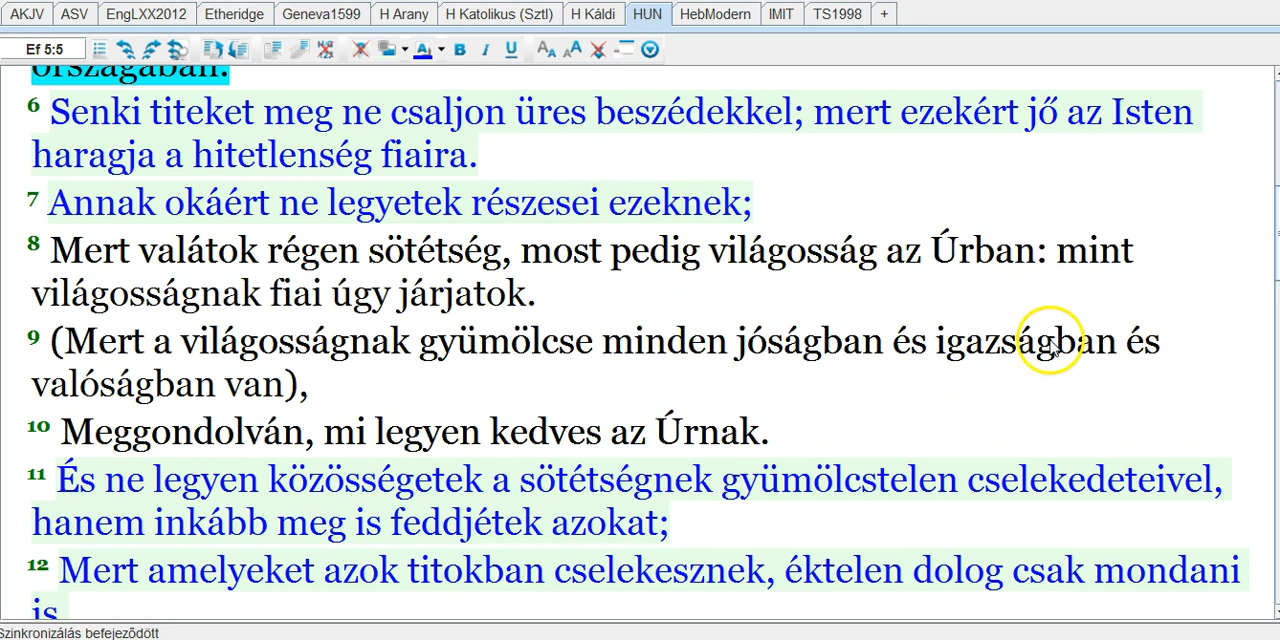 AKJV ASV EngLXX2012 Etheridge Geneva1599 H Arany H Katolikus (Sztl) H Káldi HUN HebModern IMIT TS1998 +
Ef 5:5
országában.
6 Senki titeket meg ne csaljon üres beszédekkel; mert ezekért jő az Isten
haragja a hitetlenség fiaira.
7 Annak okáért ne legyetek részesei ezeknek;
8 Mert valátok régen sötétség, most pedig világosság az Úrban: mint
világosságnak fiai úgy járjatok.
9 (Mert a világosságnak gyümölcse minden jóságban és igazságban és
valóságban van),
10 Meggondolván, mi legyen kedves az Úrnak.
11 És ne legyen közösségetek a sötétségnek gyümölcstelen cselekedeteivel,
hanem inkább meg is feddjétek azokat;
12 Mert amelyeket azok titokban cselekesznek, éktelen dolog csak mondani
is.
Szinkronizálás befejeződött